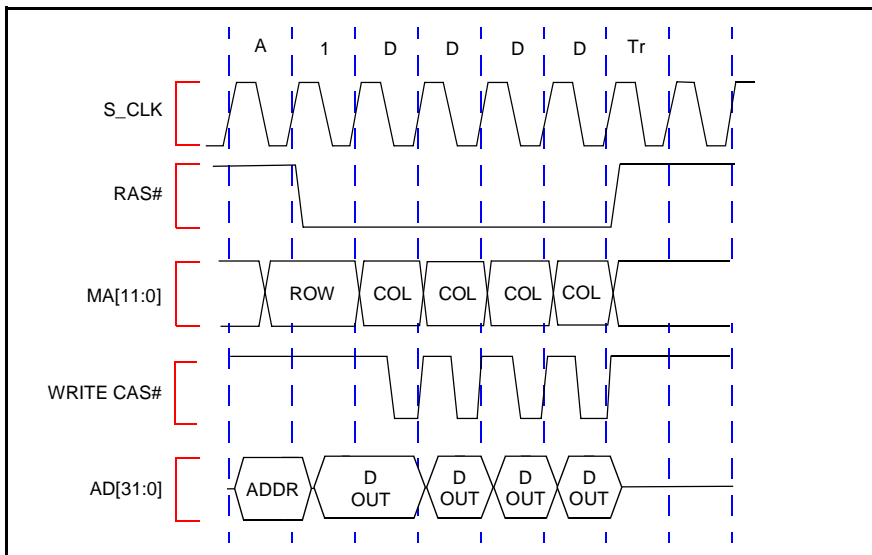 A 1 D D D D Tr
S_CLK
RAS#
MA[11:0] ROW COL COL COL COL
WRITE CAS#
AD[31:0] ADDR D OUT D OUT D OUT D OUT